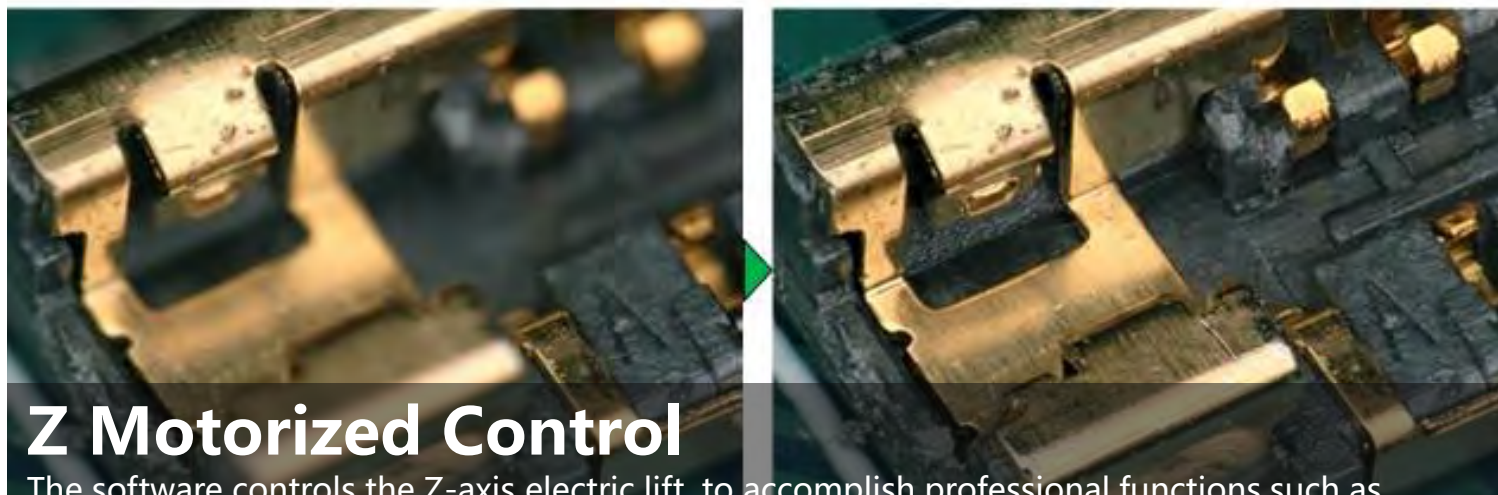 Z Motorized Control
The software controls the Z-axis electric lift, to accomplish professional functions such as